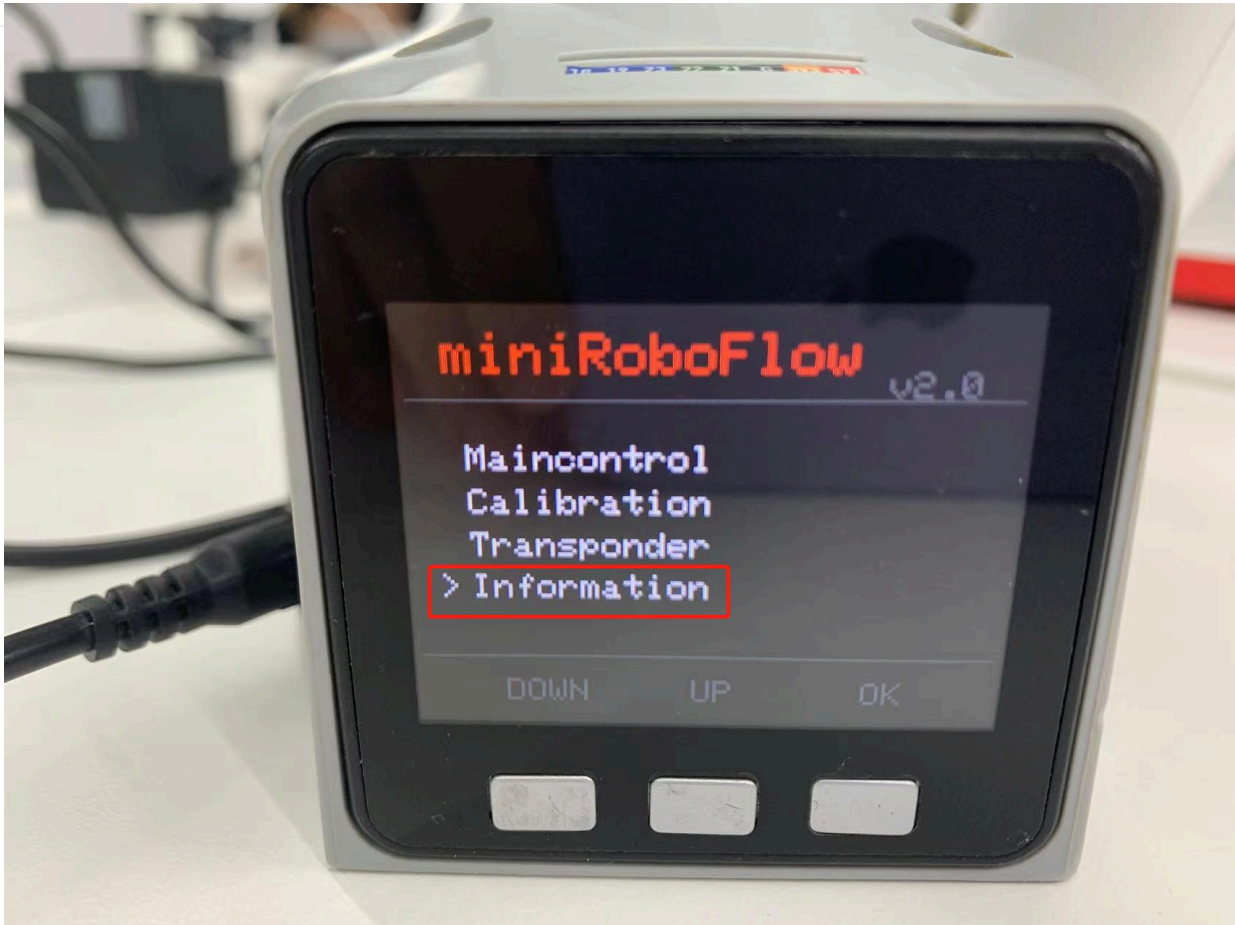 miniRoboFlow v2.0
Maincontrol
Calibration
Transponder
> Information
DOWN UP OK